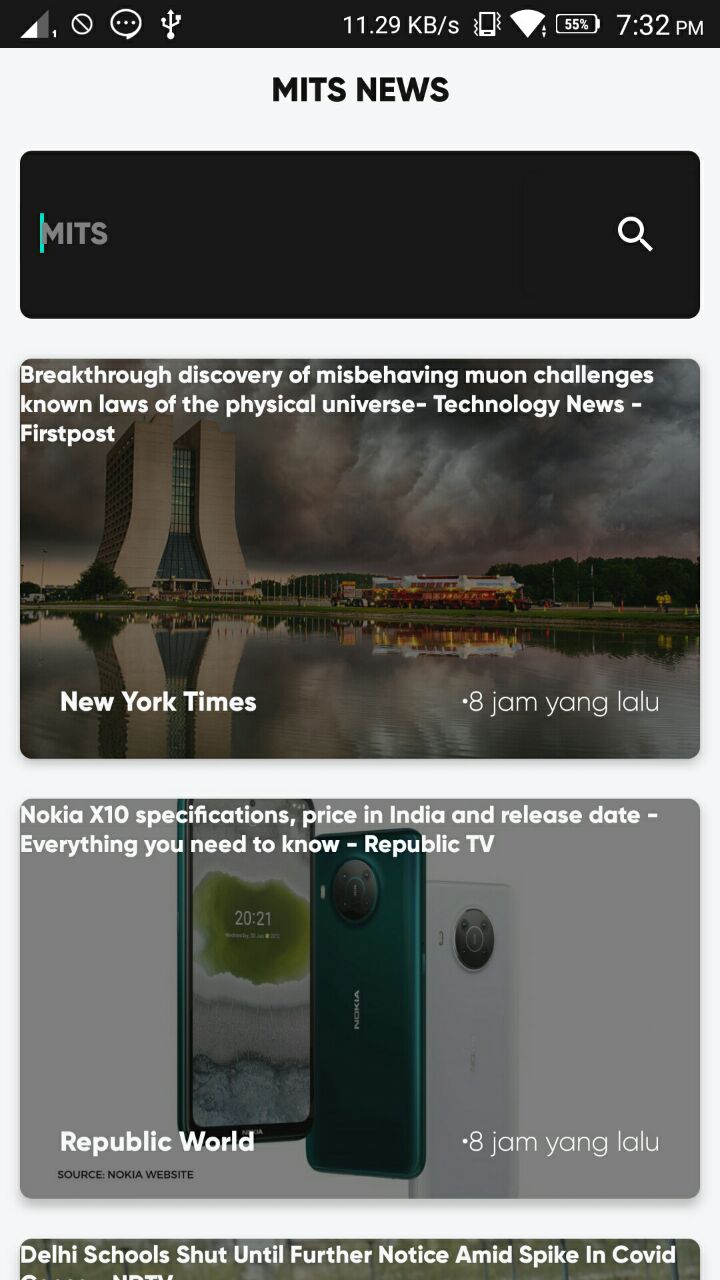 1
11.29 KB/s 55% 7:32 PM
MITS NEWS
MITS
Breakthrough discovery of misbehaving muon challenges
known laws of the physical universe- Technology News -
Firstpost
New York Times
•8 jam yang lalu
Nokia X10 specifications, price in India and release date -
Everything you need to know - Republic TV
20:21
NOKIA
NOKIA
Republic World
•8 jam yang lalu
SOURCE: NOKIA WEBSITE
Delhi Schools Shut Until Further Notice Amid Spike In Covid